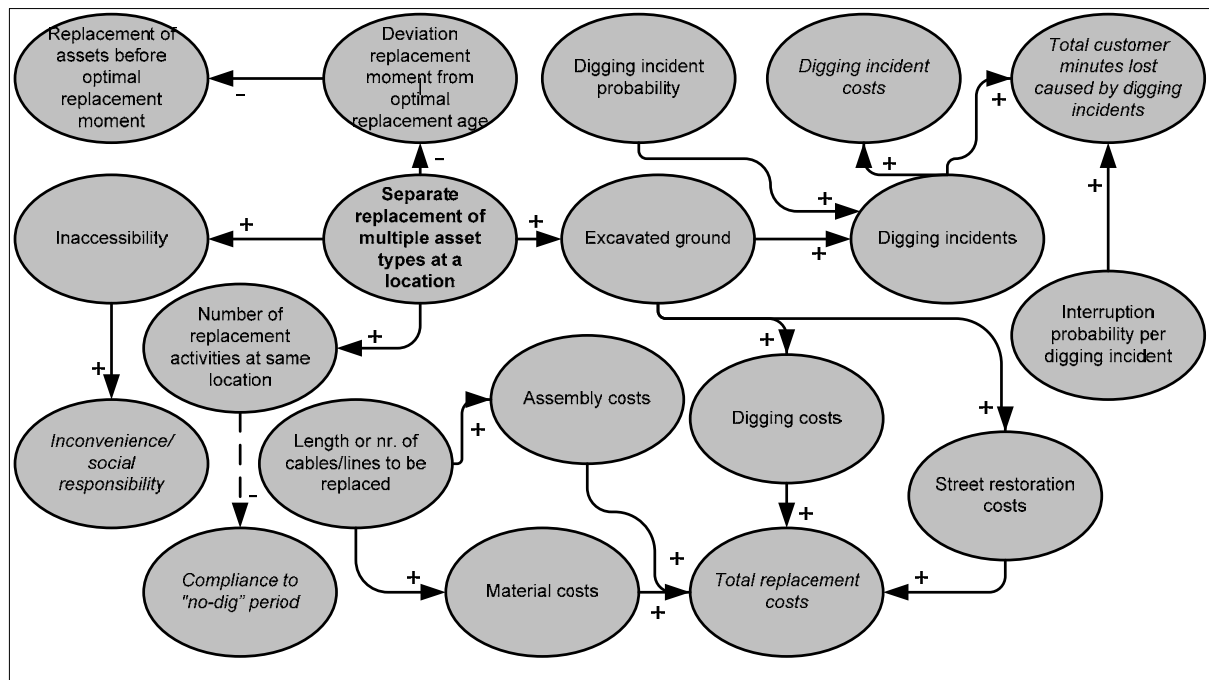 Replacement of
assets before
optimal
replacement
moment
Deviation
replacement
moment from
optimal
replacement age
Digging incident
probability
Digging incident
costs
Total customer
minutes lost
caused by digging
incidents
–
–
+
+
+
Inaccessibility
+
Separate
replacement of
multiple asset
types at a
location
+
Excavated ground
+
+
Digging incidents
Number of
replacement
activities at same
location
+
Interruption
probability per
digging incident
+
+
Inconvenience/
social
responsibility
Length or nr. of
cables/lines to be
replaced
+
Assembly costs
Digging costs
+
Street restoration
costs
–
+
Compliance to
"no-dig” period
+
Material costs
+
+
Total replacement
costs
+